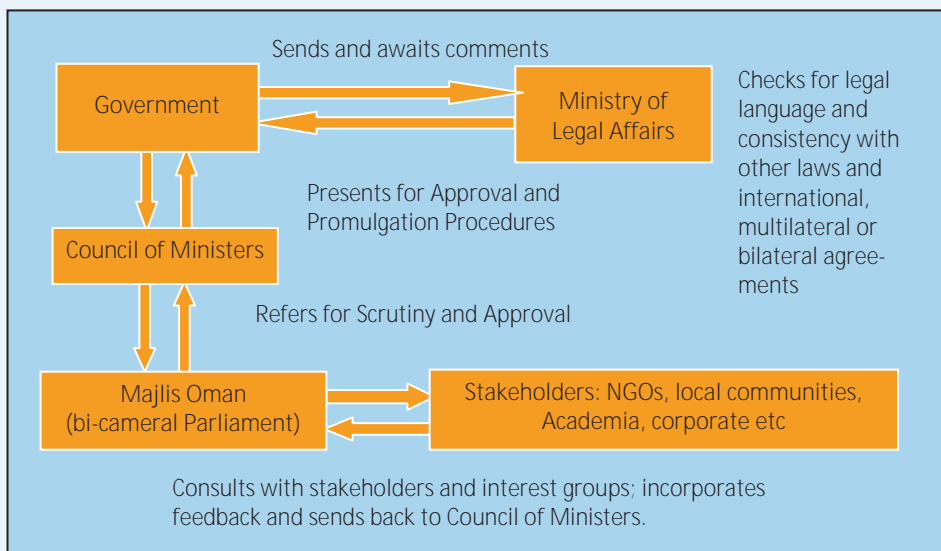 Sends and awaits comments
Government
Ministry of
Legal Affairs
Checks for legal
language and
consistency with
other laws and
international,
multilateral or
bilateral agree-
ments
Presents for Approval and
Promulgation Procedures
Council of Ministers
Refers for Scrutiny and Approval
Majlis Oman
(bi-cameral Parliament)
Stakeholders: NGOs, local communities,
Academia, corporate etc
Consults with stakeholders and interest groups; incorporates
feedback and sends back to Council of Ministers.